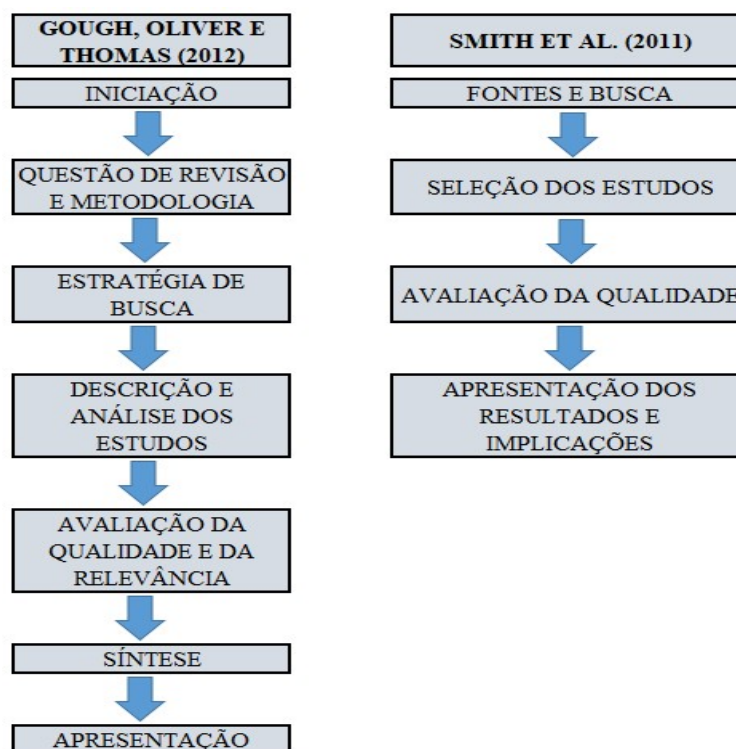 GOUGH, OLIVER E
THOMAS (2012)
INICIAÇÃO
QUESTÃO DE REVISÃO
E METODOLOGIA
ESTRATÉGIA DE
BUSCA
DESCRIÇÃO E
ANÁLISE DOS
ESTUDOS
AVALIAÇÃO DA
QUALIDADE E DA
RELEVÂNCIA
SÍNTESE
APRESENTAÇÃO
SMITH ET AL. (2011)
FONTES E BUSCA
SELEÇÃO DOS ESTUDOS
AVALIAÇÃO DA QUALIDADE
APRESENTAÇÃO DOS
RESULTADOS E
IMPLICAÇÕES